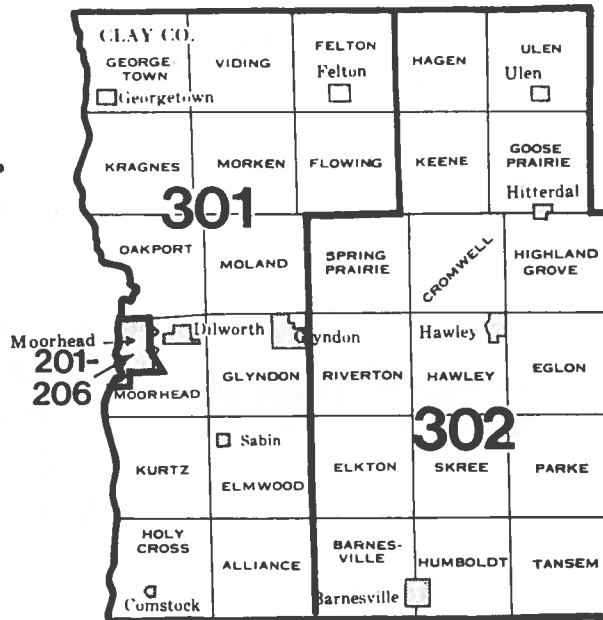 CLAY CO.
GEORGE-
TOWN
VIDING
FELTON
HAGEN
ULEN
Felton
Ulen
Georgetown
KRAGNES
MORKEN
FLOWING
KEENE
GOOSE
PRAIRIE
Hitterdal
301
OAKPORT
MOLAND
SPRING
PRAIRIE
CROMWELL
HIGHLAND
GROVE
Moorhead
Dilworth
Glyndon
Hawley
201-
206
MOORHEAD
GLYNDON
RIVERTON
HAWLEY
EGLON
302
Sabin
KURTZ
ELMWOOD
ELKTON
SKREE
PARKE
HOLY
CROSS
ALLIANCE
BARNES-
VILLE
HUMBOLDT
TANSEM
Comstock
Barnesville